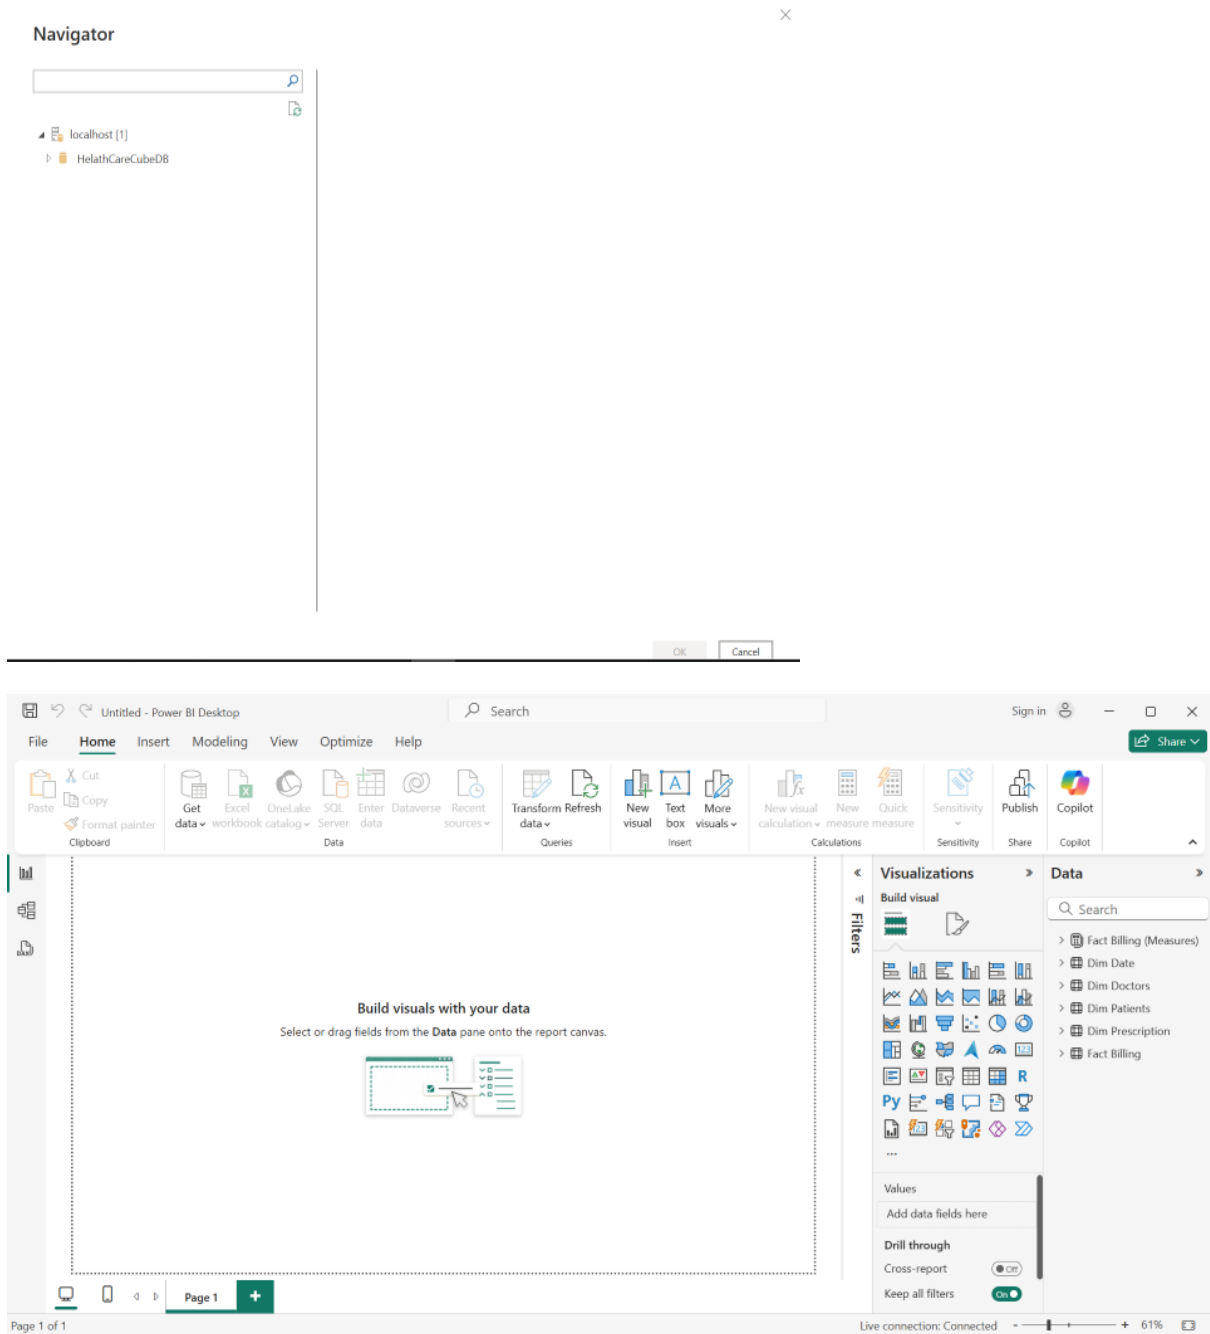 Navigator
localhost [1]
HelathCareCubeDB
OK
Cancel
Untitled - Power BI Desktop
Search
Sign in
File
Home
Insert
Modeling
View
Optimize
Help
Share
Paste
Cut
Copy
Format painter
Clipboard
Get data
Excel workbook
OneLake catalog
SQL Server
Enter data
Dataverse
Recent sources
Data
Transform data
Refresh
Queries
New visual
Text box
More visuals
Insert
New visual calculation
New measure
Quick measure
Calculations
Sensitivity
Sensitivity
Publish
Share
Copilot
Copilot
Build visuals with your data
Select or drag fields from the Data pane onto the report canvas.
Filters
Visualizations
Build visual
R
Py
123
Values
Add data fields here
Drill through
Cross-report
Off
Keep all filters
On
Data
Search
Fact Billing (Measures)
Dim Date
Dim Doctors
Dim Patients
Dim Prescription
Fact Billing
Page 1
Page 1 of 1
Live connection: Connected
- + 61%